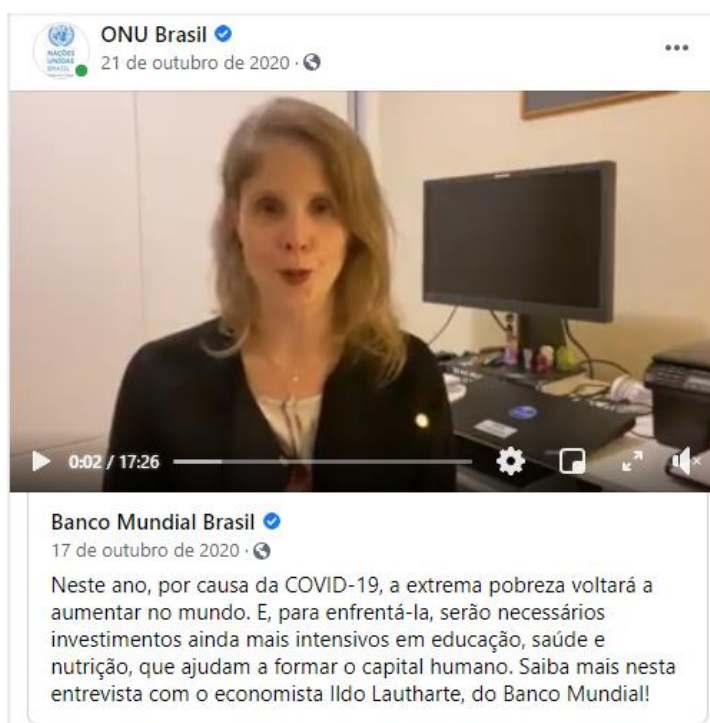 ONU Brasil
NAÇÕES
UNIDAS
BRASIL
21 de outubro de 2020
0:02 / 17:26
Banco Mundial Brasil
17 de outubro de 2020
Neste ano, por causa da COVID-19, a extrema pobreza voltará a
aumentar no mundo. E, para enfrentá-la, serão necessários
investimentos ainda mais intensivos em educação, saúde e
nutrição, que ajudam a formar o capital humano. Saiba mais nesta
entrevista com o economista Ildo Lautharte, do Banco Mundial!